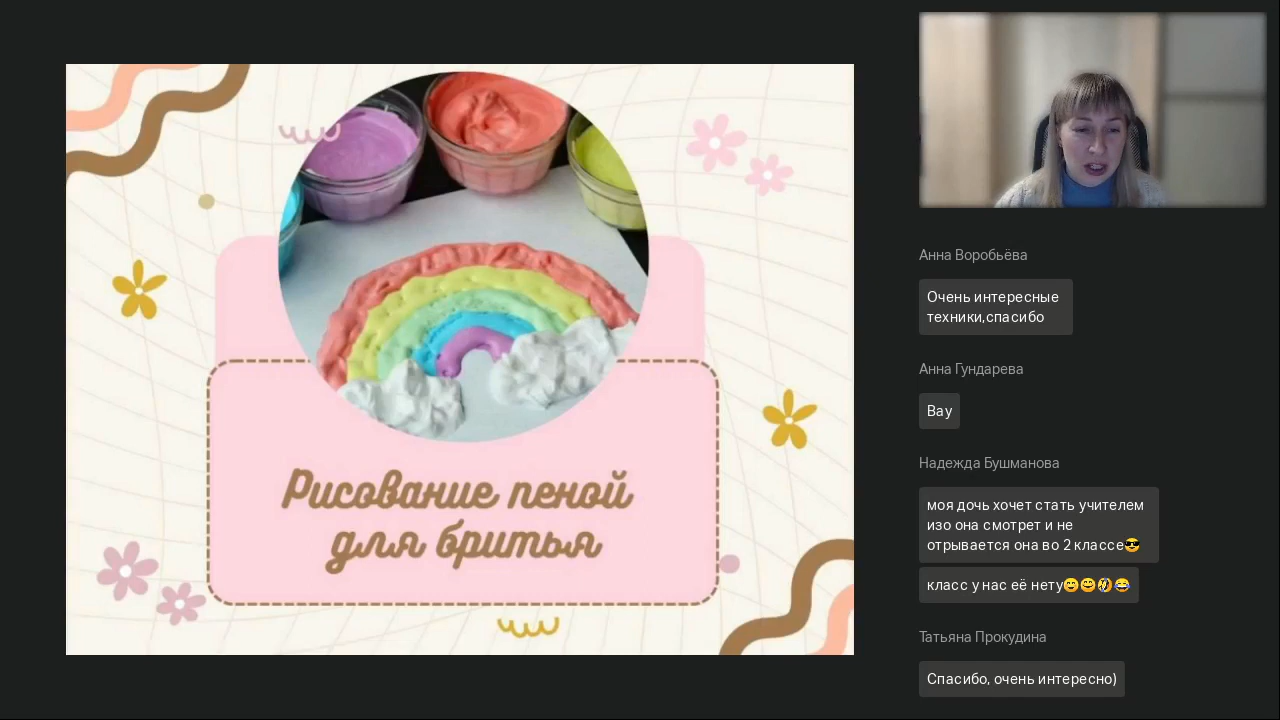 Рисование пеной
для бритья
Анна Воробьёва
Очень интересные
техники,спасибо
Анна Гундарева
Вау
Надежда Бушманова
моя дочь хочет стать учителем
изо она смотрет и не
отрывается она во 2 классе😎
класс у нас её нету😊😊🤣😂
Татьяна Прокудина
Спасибо, очень интересно)